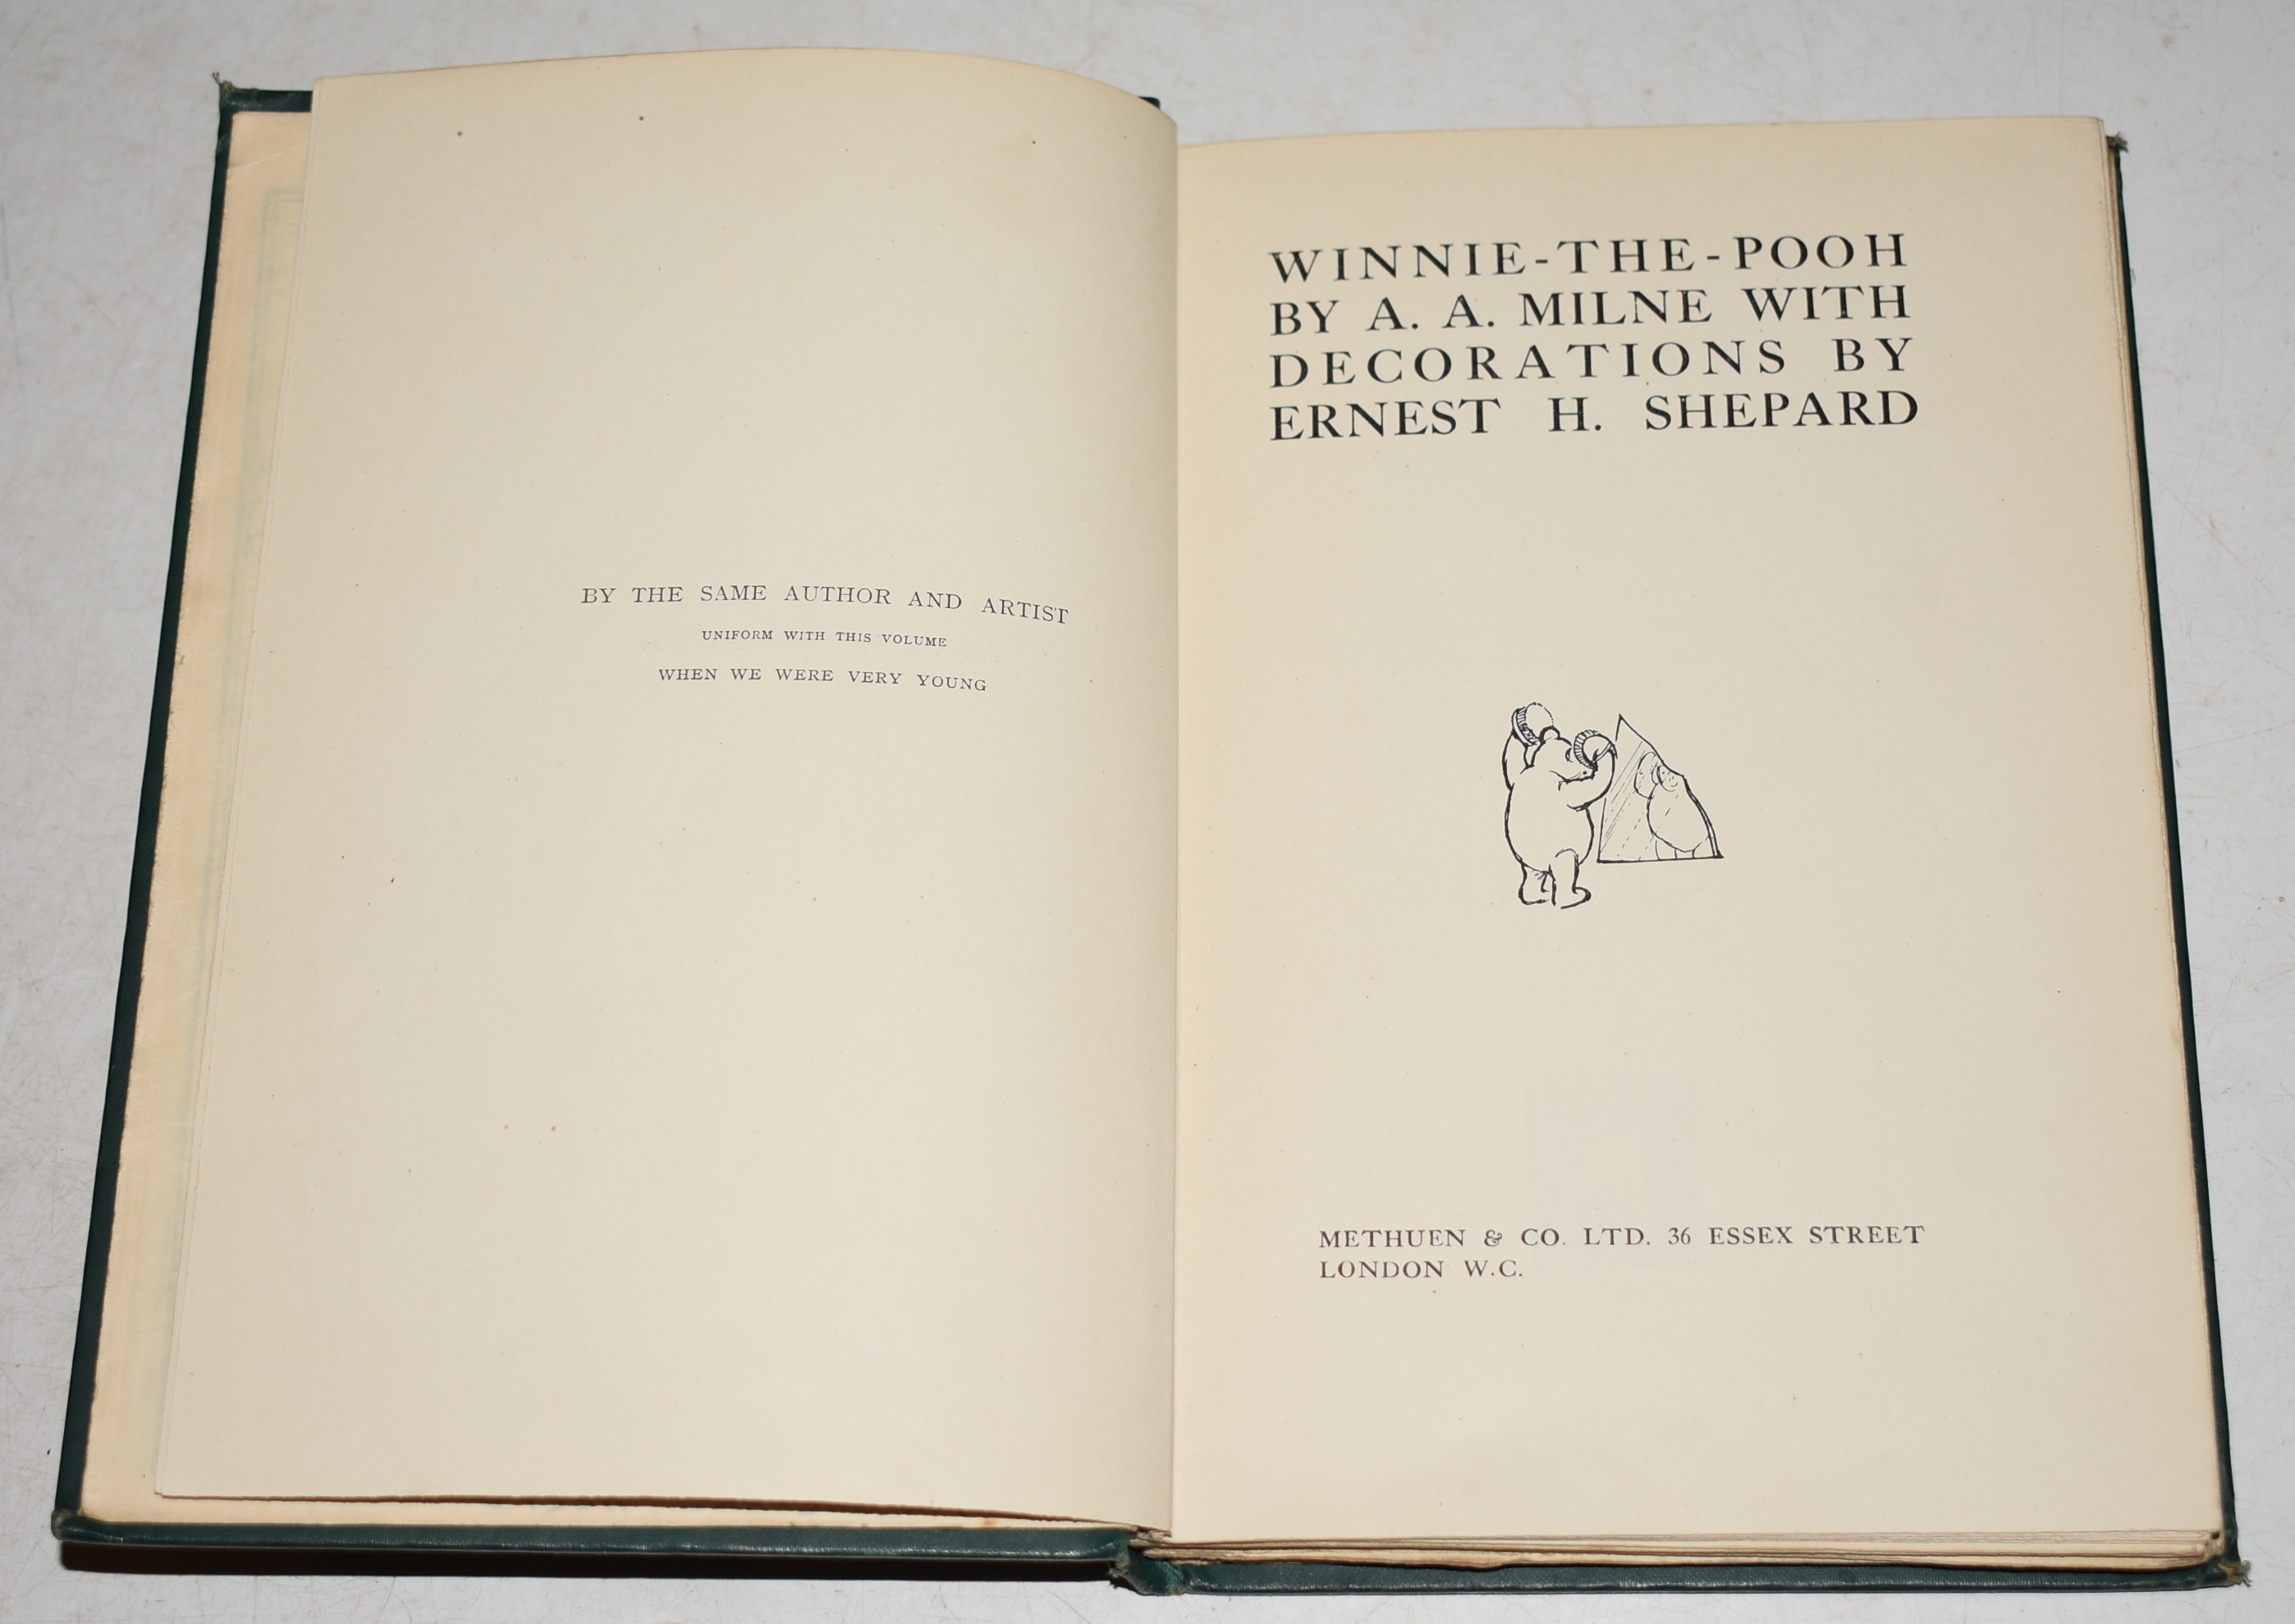 BY THE SAME AUTHOR AND ARTIST
UNIFORM WITH THIS VOLUME
WHEN WE WERE VERY YOUNG
WINNIE-THE-POOH
BY A. A. MILNE WITH
DECORATIONS BY
ERNEST H. SHEPARD
METHUEN & CO. LTD. 36 ESSEX STREET
LONDON W.C.